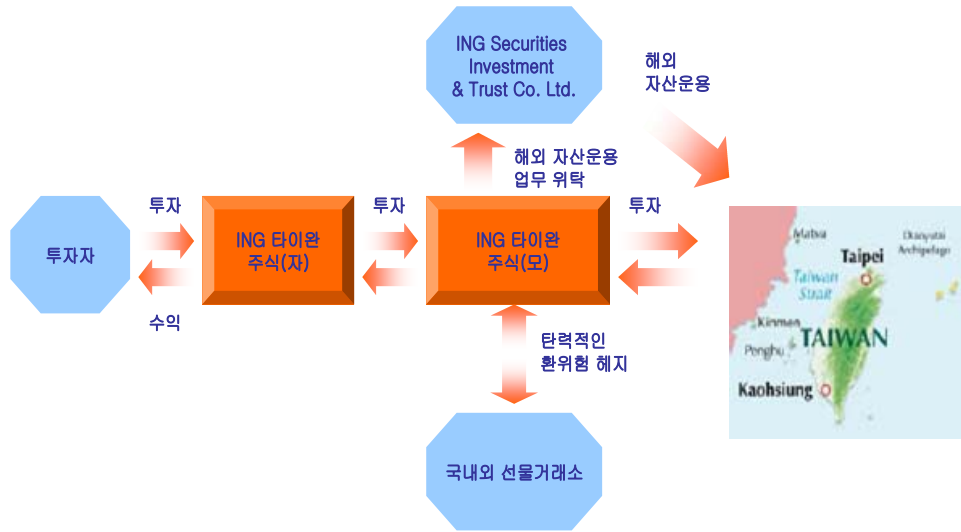 ING Securities
Investment
& Trust Co. Ltd.
해외
자산운용
해외 자산운용
업무 위탁
투자자
투자
수익
ING 타이완
주식(자)
투자
ING 타이완
주식(모)
투자
탄력적인
환위험 헤지
국내외 선물거래소
Matsu
Diaoyutai
Archipelago
Taipei
Taiwan
Strait
Kinmen
TAIWAN
Penghu
Kaohsiung